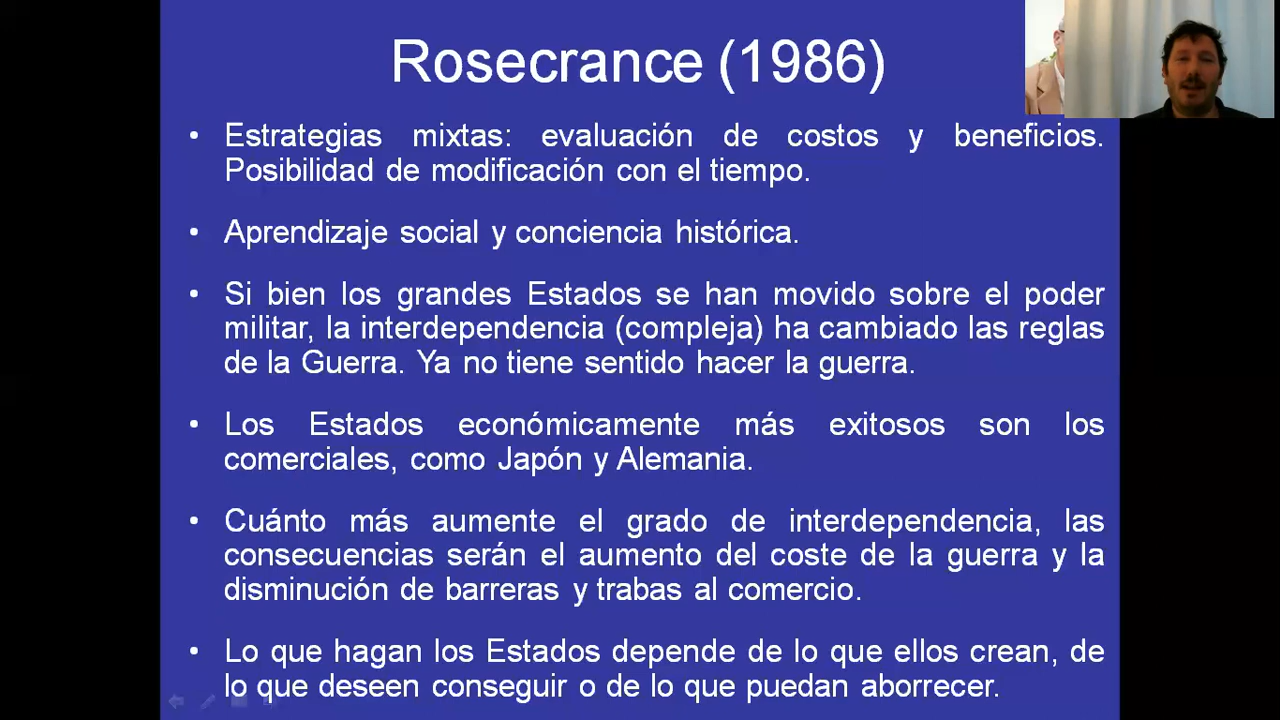 Rosecrance (1986)
• Estrategias mixtas: evaluación de costos y beneficios.
Posibilidad de modificación con el tiempo.
• Aprendizaje social y conciencia histórica.
• Si bien los grandes Estados se han movido sobre el poder
militar, la interdependencia (compleja) ha cambiado las reglas
de la Guerra. Ya no tiene sentido hacer la guerra.
• Los Estados económicamente más exitosos son los
comerciales, como Japón y Alemania.
• Cuánto más aumente el grado de interdependencia, las
consecuencias serán el aumento del coste de la guerra y la
disminución de barreras y trabas al comercio.
• Lo que hagan los Estados depende de lo que ellos crean, de
lo que deseen conseguir o de lo que puedan aborrecer.